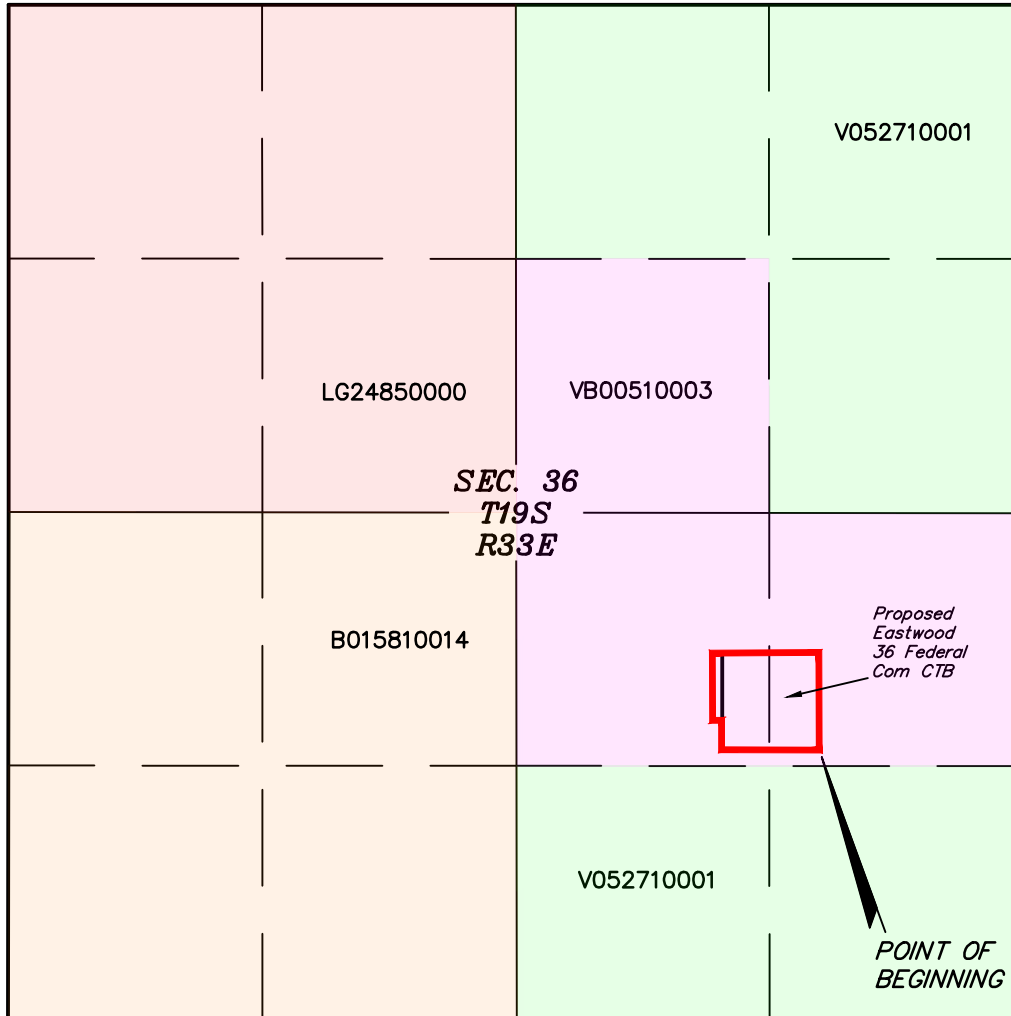 V052710001
LG24850000
VB00510003
SEC. 36
T19S
R33E
Proposed
Eastwood
36 Federal
Com CTB
B015810014
V052710001
POINT OF
BEGINNING